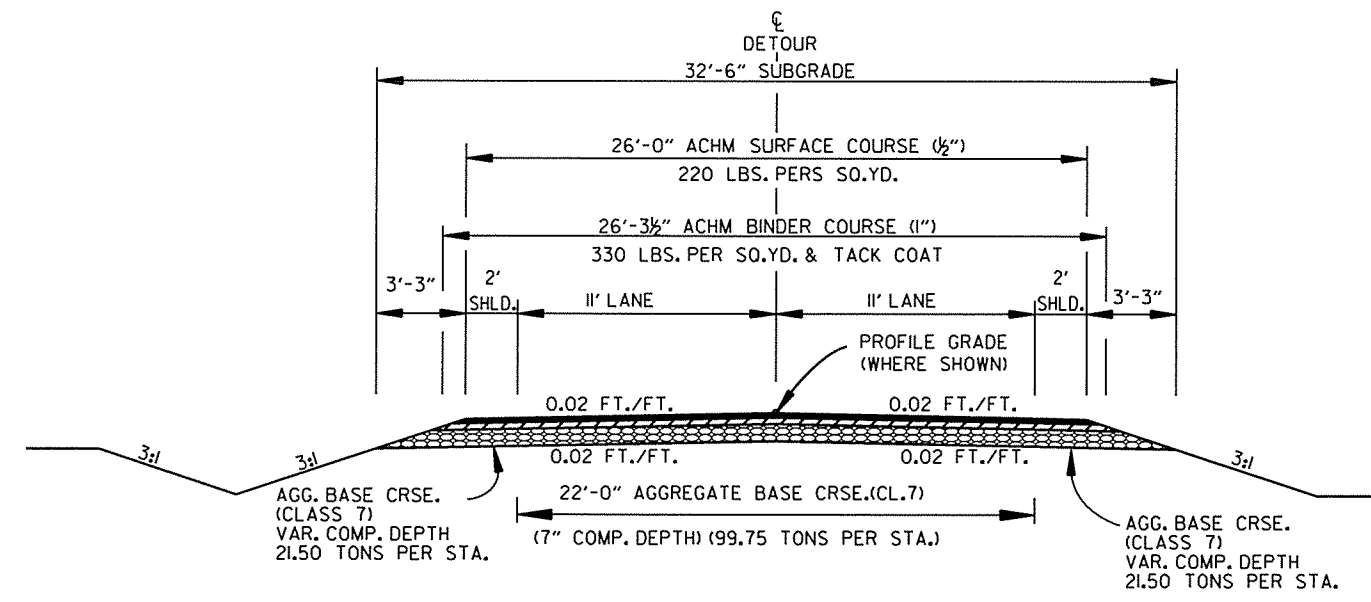 ℄
DETOUR
32'-6" SUBGRADE
26'-0" ACHM SURFACE COURSE (½")
220 LBS. PERS SQ.YD.
26'-3½" ACHM BINDER COURSE (1")
330 LBS. PER SQ.YD. & TACK COAT
3'-3"
2'
SHLD.
11' LANE
11' LANE
2'
SHLD.
3'-3"
PROFILE GRADE
(WHERE SHOWN)
0.02 FT./FT.
0.02 FT./FT.
3:1
3:1
0.02 FT./FT.
0.02 FT./FT.
3:1
AGG. BASE CRSE.
(CLASS 7)
VAR. COMP. DEPTH
21.50 TONS PER STA.
22'-0" AGGREGATE BASE CRSE.(CL.7)
(7" COMP. DEPTH) (99.75 TONS PER STA.)
AGG. BASE CRSE.
(CLASS 7)
VAR. COMP. DEPTH
21.50 TONS PER STA.